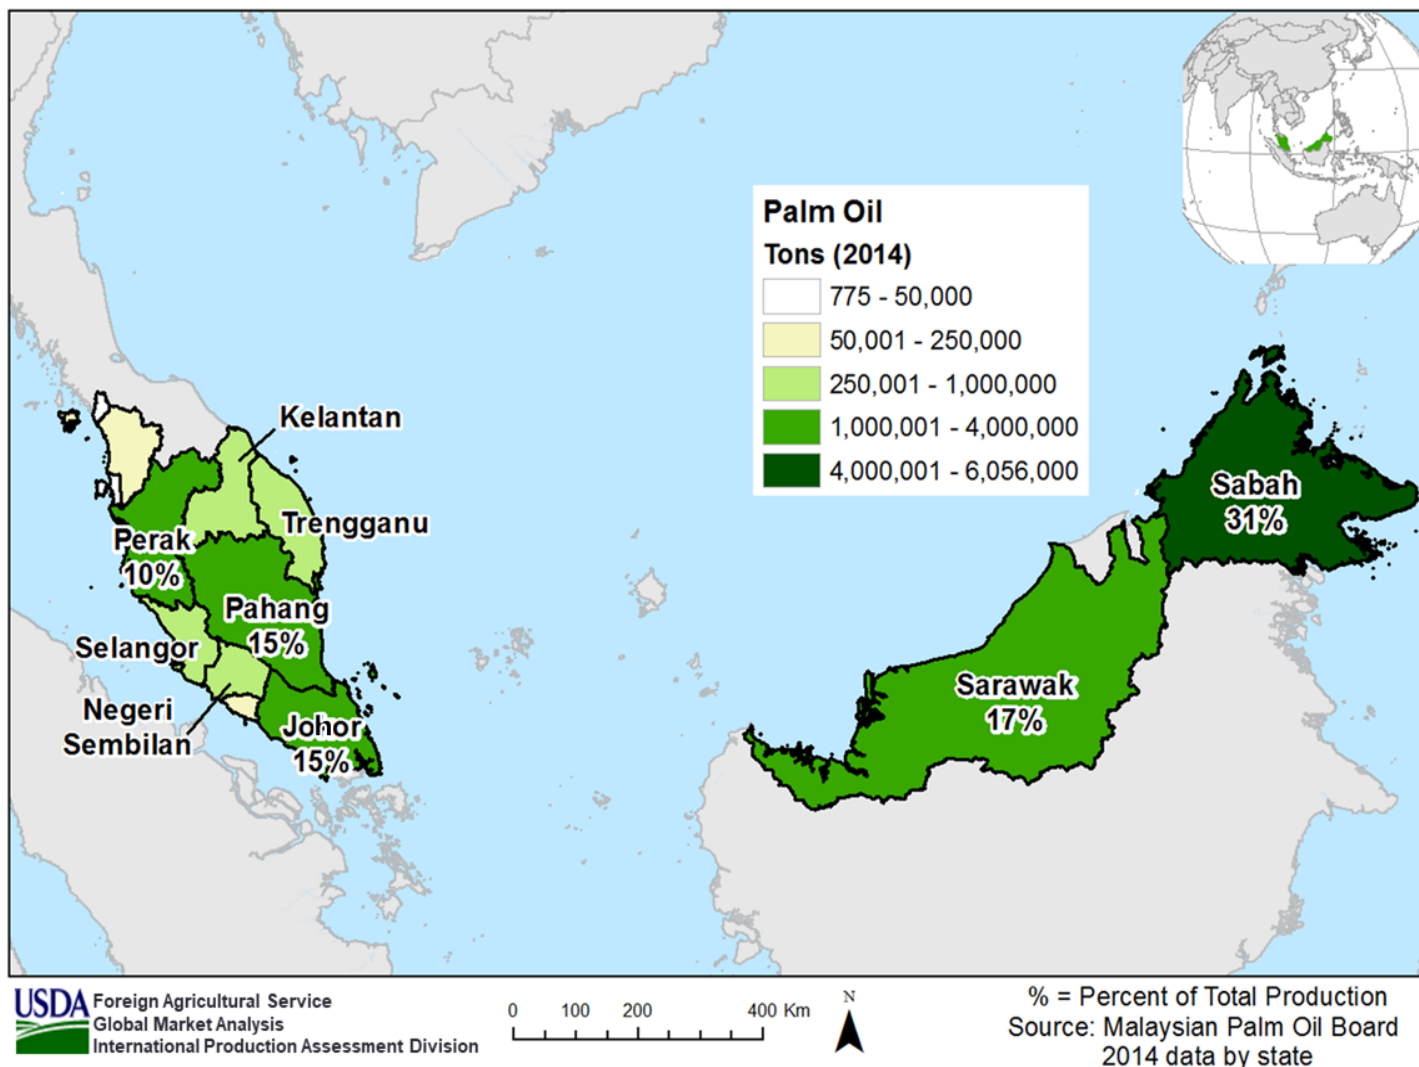 Palm Oil
Tons (2014)
775 - 50,000
50,001 - 250,000
250,001 - 1,000,000
1,000,001 - 4,000,000
4,000,001 - 6,056,000
Kelantan
Trengganu
Perak
10%
Pahang
15%
Selangor
Negeri
Sembilan
Johor
15%
Sabah
31%
Sarawak
17%
USDA
Foreign Agricultural Service
Global Market Analysis
International Production Assessment Division
0 100 200 400 Km
N
% = Percent of Total Production
Source: Malaysian Palm Oil Board
2014 data by state